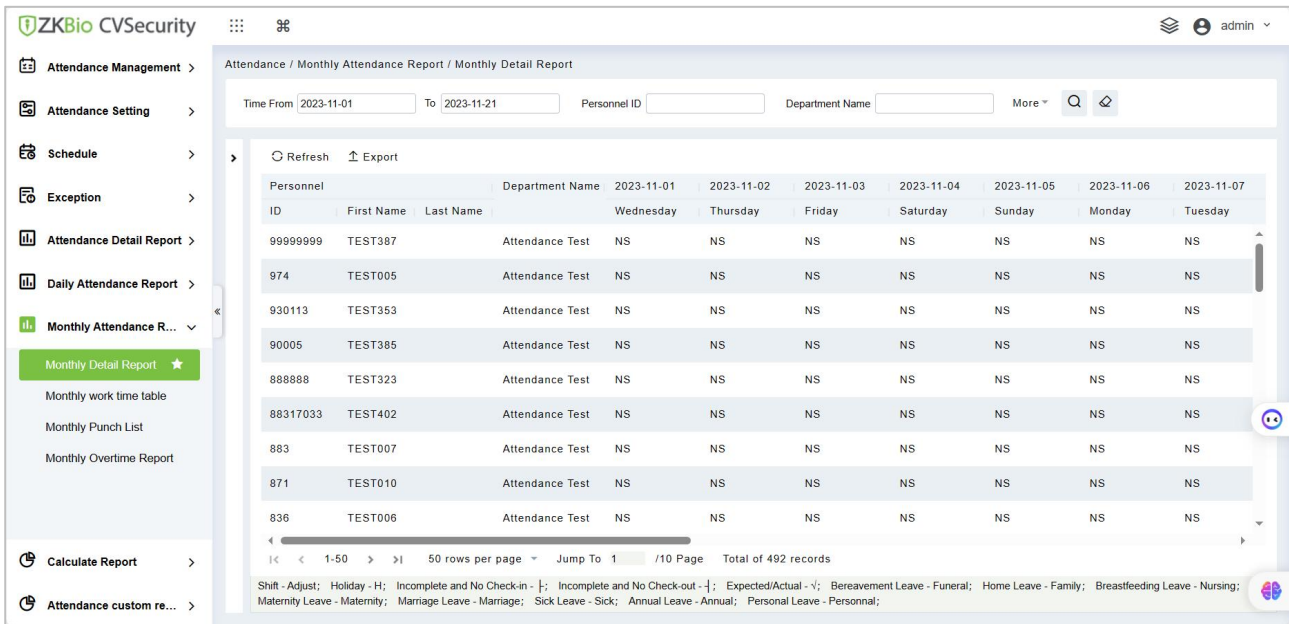 ZKBio CVSecurity
admin
Attendance Management
Attendance Setting
Schedule
Exception
Attendance Detail Report
Daily Attendance Report
Monthly Attendance R...
Monthly Detail Report
Monthly work time table
Monthly Punch List
Monthly Overtime Report
Calculate Report
Attendance custom re...
Attendance / Monthly Attendance Report / Monthly Detail Report
Time From 2023-11-01 To 2023-11-21 Personnel ID Department Name More
Refresh Export
Personnel Department Name 2023-11-01 2023-11-02 2023-11-03 2023-11-04 2023-11-05 2023-11-06 2023-11-07
ID First Name Last Name Wednesday Thursday Friday Saturday Sunday Monday Tuesday
99999999 TEST387 Attendance Test NS NS NS NS NS NS NS
974 TEST005 Attendance Test NS NS NS NS NS NS NS
930113 TEST353 Attendance Test NS NS NS NS NS NS NS
90005 TEST385 Attendance Test NS NS NS NS NS NS NS
888888 TEST323 Attendance Test NS NS NS NS NS NS NS
88317033 TEST402 Attendance Test NS NS NS NS NS NS NS
883 TEST007 Attendance Test NS NS NS NS NS NS NS
871 TEST010 Attendance Test NS NS NS NS NS NS NS
836 TEST006 Attendance Test NS NS NS NS NS NS NS
1-50 50 rows per page Jump To 1 /10 Page Total of 492 records
Shift - Adjust; Holiday - H; Incomplete and No Check-in - ├; Incomplete and No Check-out - ┤; Expected/Actual - √; Bereavement Leave - Funeral; Home Leave - Family; Breastfeeding Leave - Nursing;
Maternity Leave - Maternity; Marriage Leave - Marriage; Sick Leave - Sick; Annual Leave - Annual; Personal Leave - Personnal;